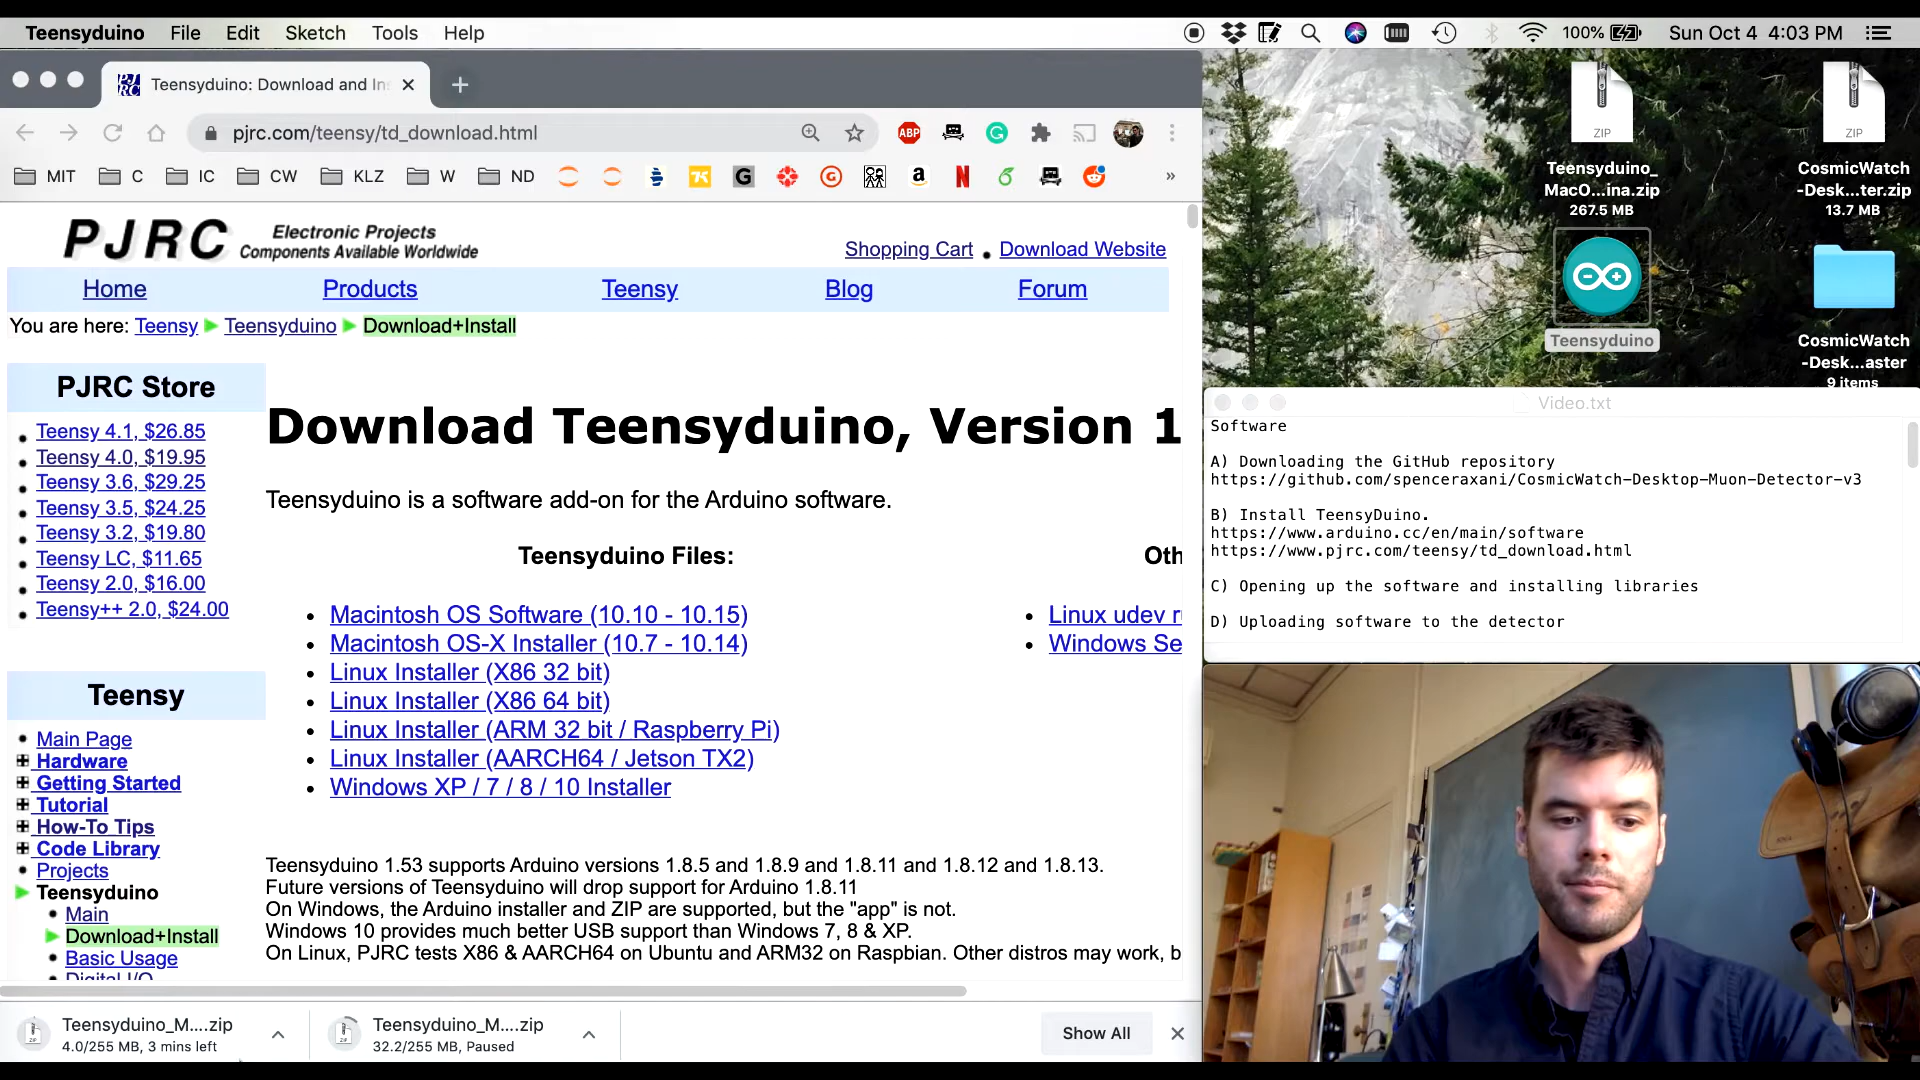 Teensyduino File Edit Sketch Tools Help
100% Sun Oct 4 4:03 PM
Teensyduino: Download and In
pjrc.com/teensy/td_download.html
ABP
MIT C IC CW KLZ W ND
PJRC Electronic Projects
Components Available Worldwide
Shopping Cart Download Website
Home Products Teensy Blog Forum
You are here: Teensy Teensyduino Download+Install
PJRC Store
Teensy 4.1, $26.85
Teensy 4.0, $19.95
Teensy 3.6, $29.25
Teensy 3.5, $24.25
Teensy 3.2, $19.80
Teensy LC, $11.65
Teensy 2.0, $16.00
Teensy++ 2.0, $24.00
Teensy
Main Page
Hardware
Getting Started
Tutorial
How-To Tips
Code Library
Projects
Teensyduino
Main
Download+Install
Basic Usage
Digital I/O
Download Teensyduino, Version 1
Teensyduino is a software add-on for the Arduino software.
Teensyduino Files:
Macintosh OS Software (10.10 - 10.15)
Macintosh OS-X Installer (10.7 - 10.14)
Linux Installer (X86 32 bit)
Linux Installer (X86 64 bit)
Linux Installer (ARM 32 bit / Raspberry Pi)
Linux Installer (AARCH64 / Jetson TX2)
Windows XP / 7 / 8 / 10 Installer
Oth
Linux udev r
Windows Se
Teensyduino 1.53 supports Arduino versions 1.8.5 and 1.8.9 and 1.8.11 and 1.8.12 and 1.8.13.
Future versions of Teensyduino will drop support for Arduino 1.8.11
On Windows, the Arduino installer and ZIP are supported, but the "app" is not.
Windows 10 provides much better USB support than Windows 7, 8 & XP.
On Linux, PJRC tests X86 & AARCH64 on Ubuntu and ARM32 on Raspbian. Other distros may work, b
Teensyduino_M....zip
4.0/255 MB, 3 mins left
Teensyduino_M....zip
32.2/255 MB, Paused
Show All
ZIP
Teensyduino_
MacO...ina.zip
267.5 MB
ZIP
CosmicWatch
-Desk...ter.zip
13.7 MB
Teensyduino
CosmicWatch
-Desk...aster
9 items
Video.txt
Software
A) Downloading the GitHub repository
https://github.com/spenceraxani/CosmicWatch-Desktop-Muon-Detector-v3
B) Install TeensyDuino.
https://www.arduino.cc/en/main/software
https://www.pjrc.com/teensy/td_download.html
C) Opening up the software and installing libraries
D) Uploading software to the detector